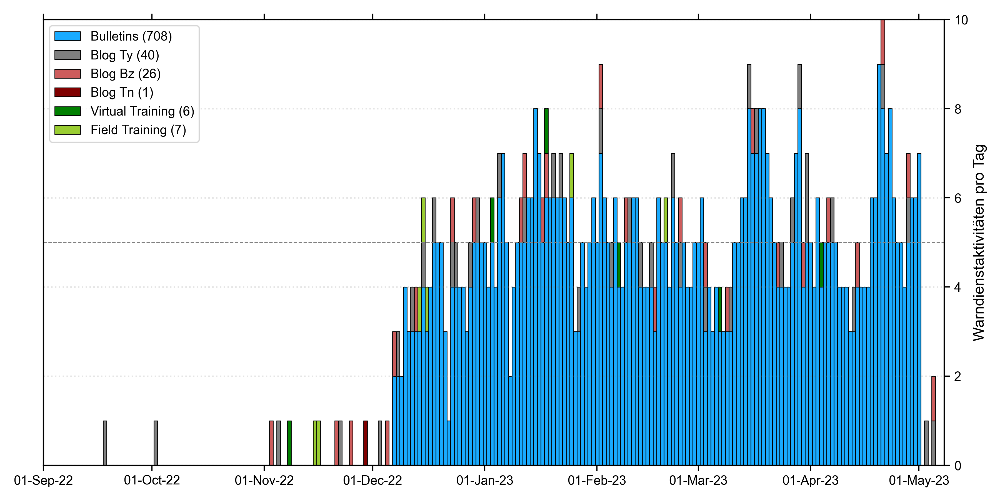 Bulletins (708)
Blog Ty (40)
Blog Bz (26)
Blog Tn (1)
Virtual Training (6)
Field Training (7)
10
8
6
4
2
0
Warndienstaktivitäten pro Tag
01-Sep-22 01-Oct-22 01-Nov-22 01-Dec-22 01-Jan-23 01-Feb-23 01-Mar-23 01-Apr-23 01-May-23